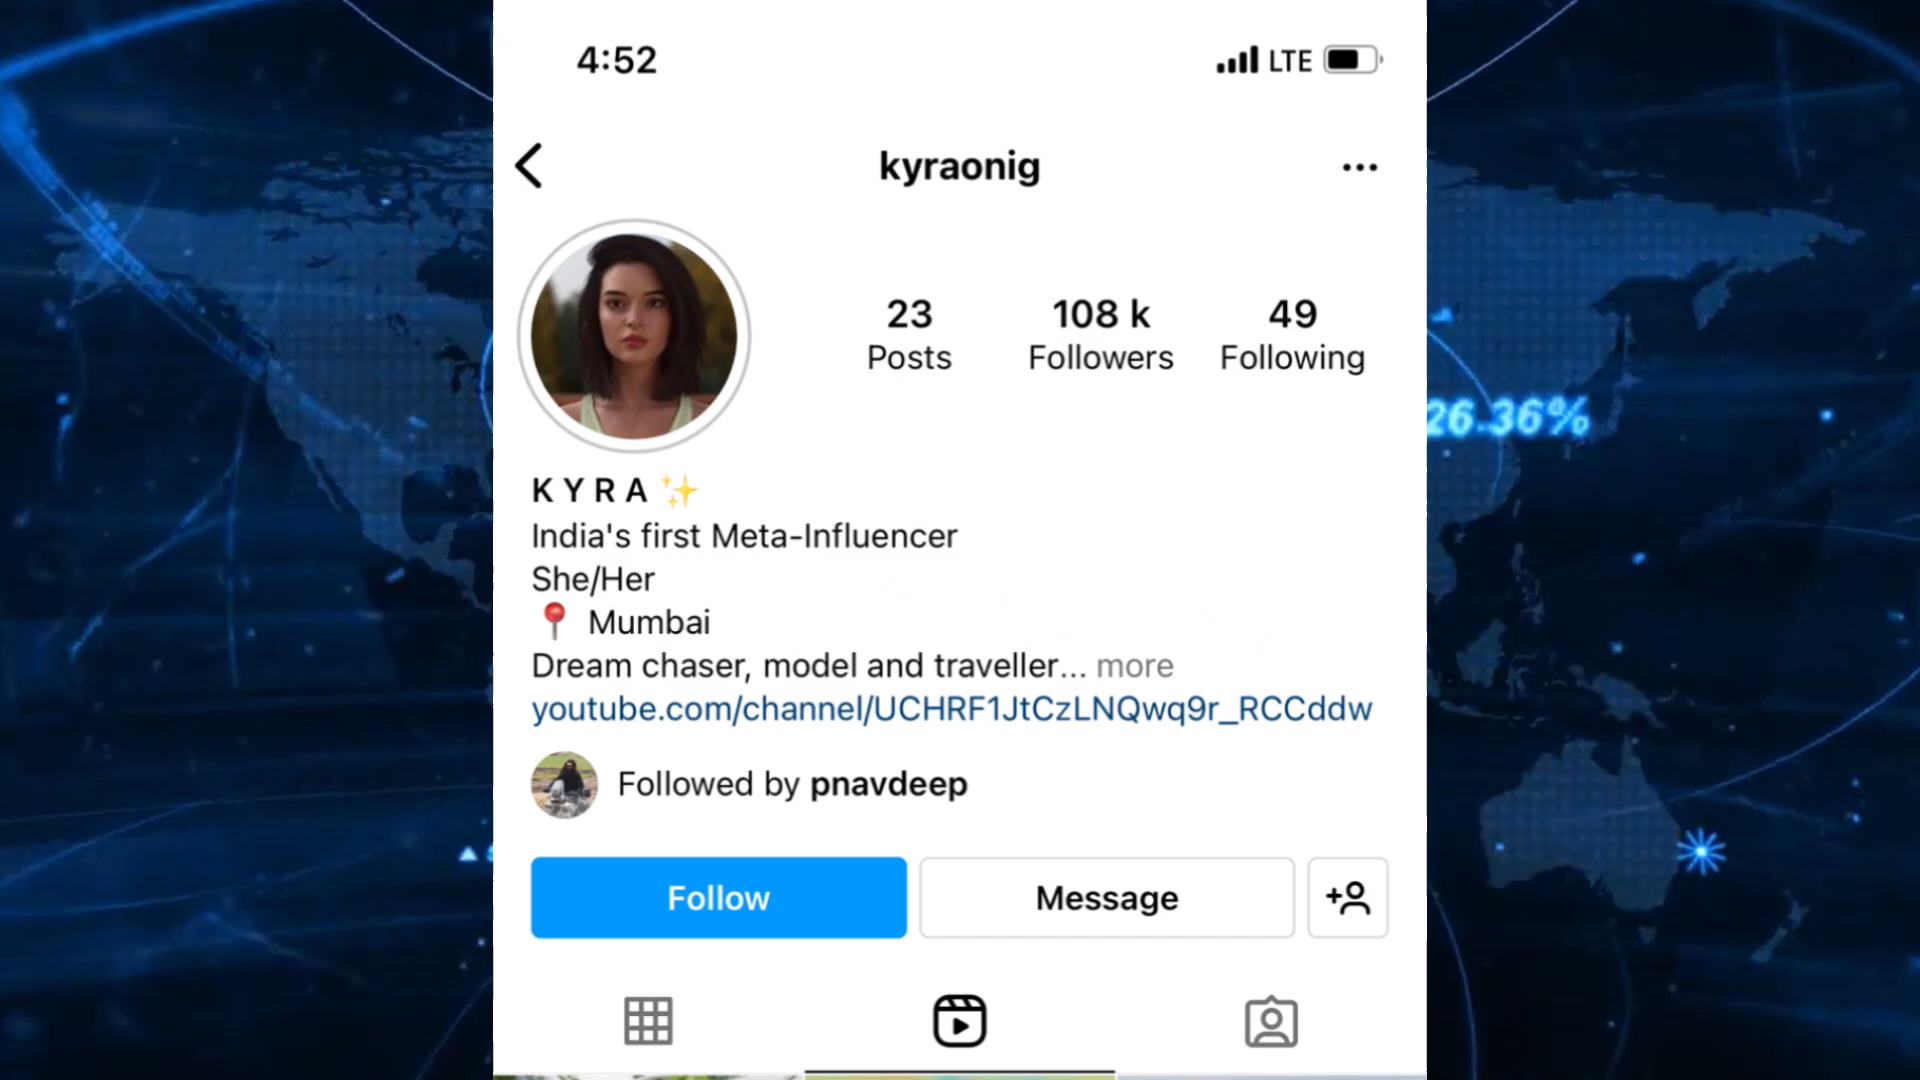 4:52 LTE
kyraonig
23 108 k 49
Posts Followers Following
K Y R A ✨
India's first Meta-Influencer
She/Her
📍 Mumbai
Dream chaser, model and traveller... more
youtube.com/channel/UCHRF1JtCzLNQwq9r_RCCddw
Followed by pnavdeep
Follow Message
26.36%